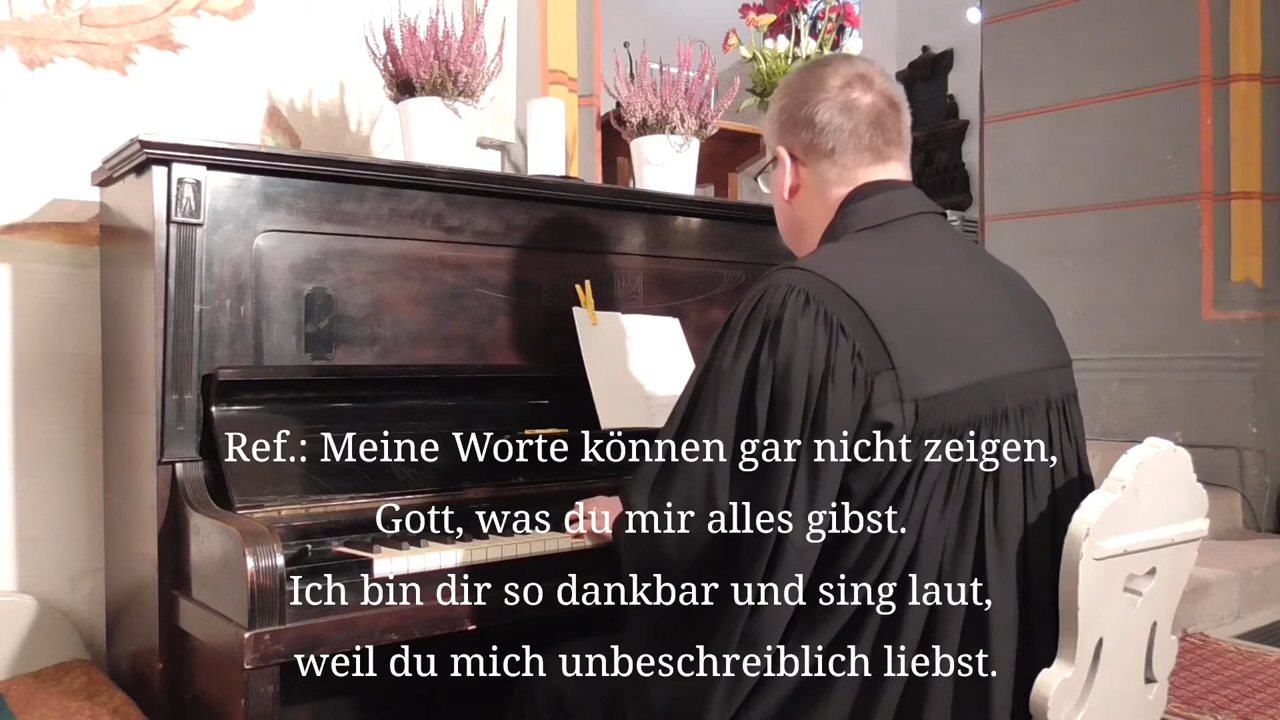 Ref.: Meine Worte können gar nicht zeigen,
Gott, was du mir alles gibst.
Ich bin dir so dankbar und sing laut,
weil du mich unbeschreiblich liebst.